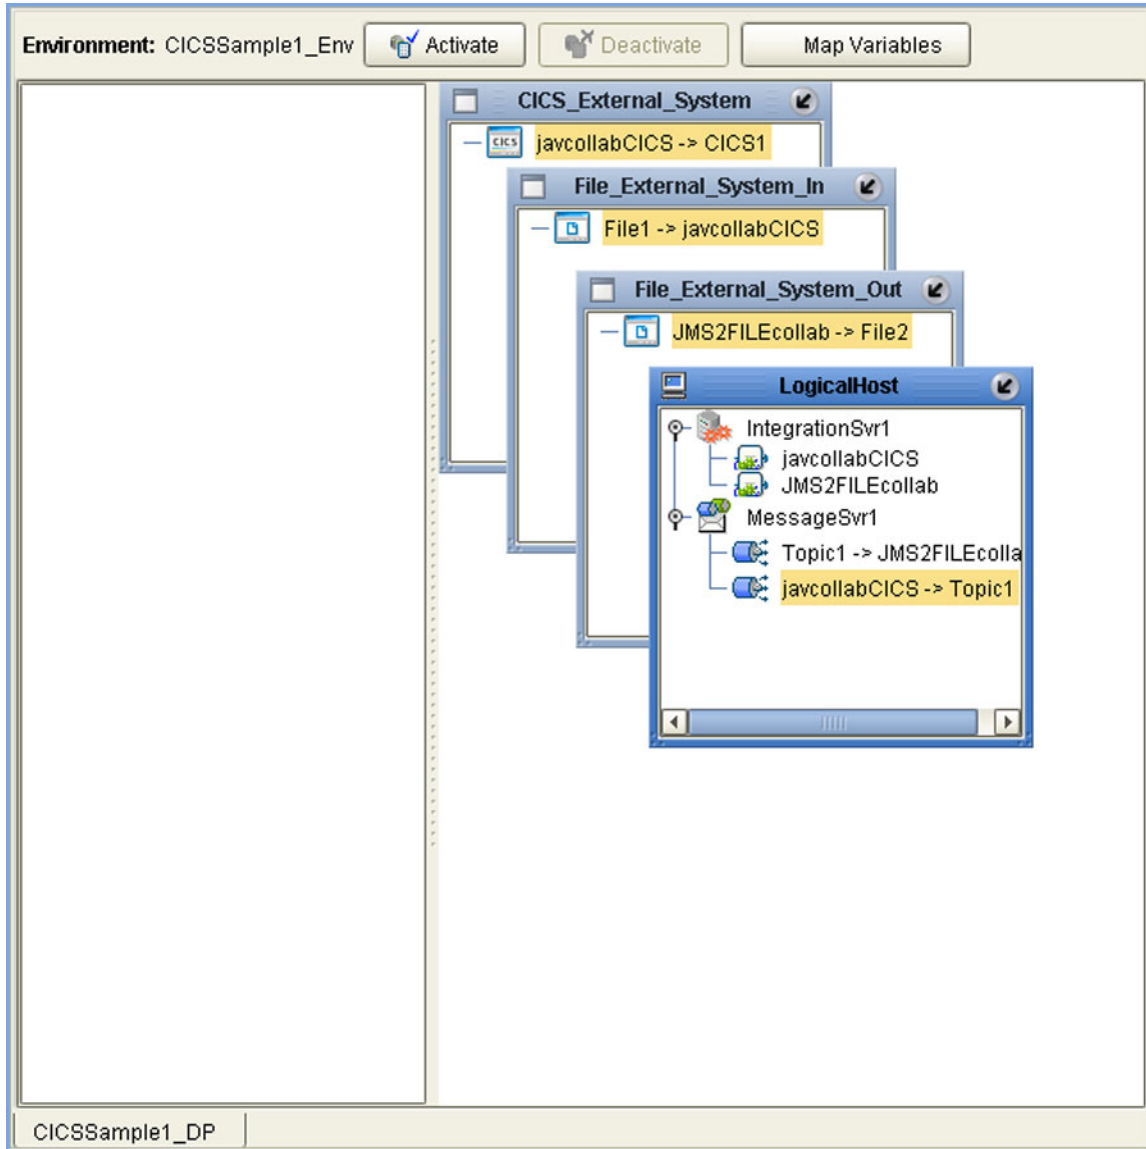 Environment: CICSSample1_Env Activate Deactivate Map Variables
CICS_External_System
CICS javcollabCICS -> CICS1
File_External_System_In
File1 -> javcollabCICS
File_External_System_Out
JMS2FILEcollab -> File2
LogicalHost
IntegrationSvr1
javcollabCICS
JMS2FILEcollab
MessageSvr1
Topic1 -> JMS2FILEcolla
javcollabCICS -> Topic1
CICSSample1_DP